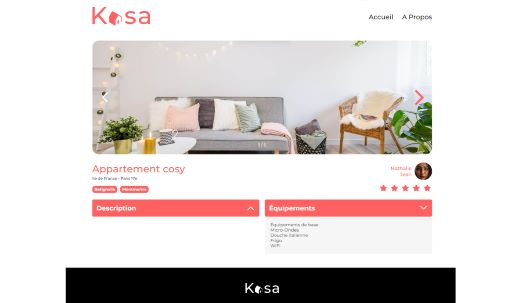 Kasa
Accueil A Propos
1/5
Appartement cosy
Ile de France - Paris 17e
Batignolle Montmartre
Nathalie
Jean
Description
Équipements
Équipements de base
Micro-Ondes
Douche italienne
Frigo
WIFI
Kasa